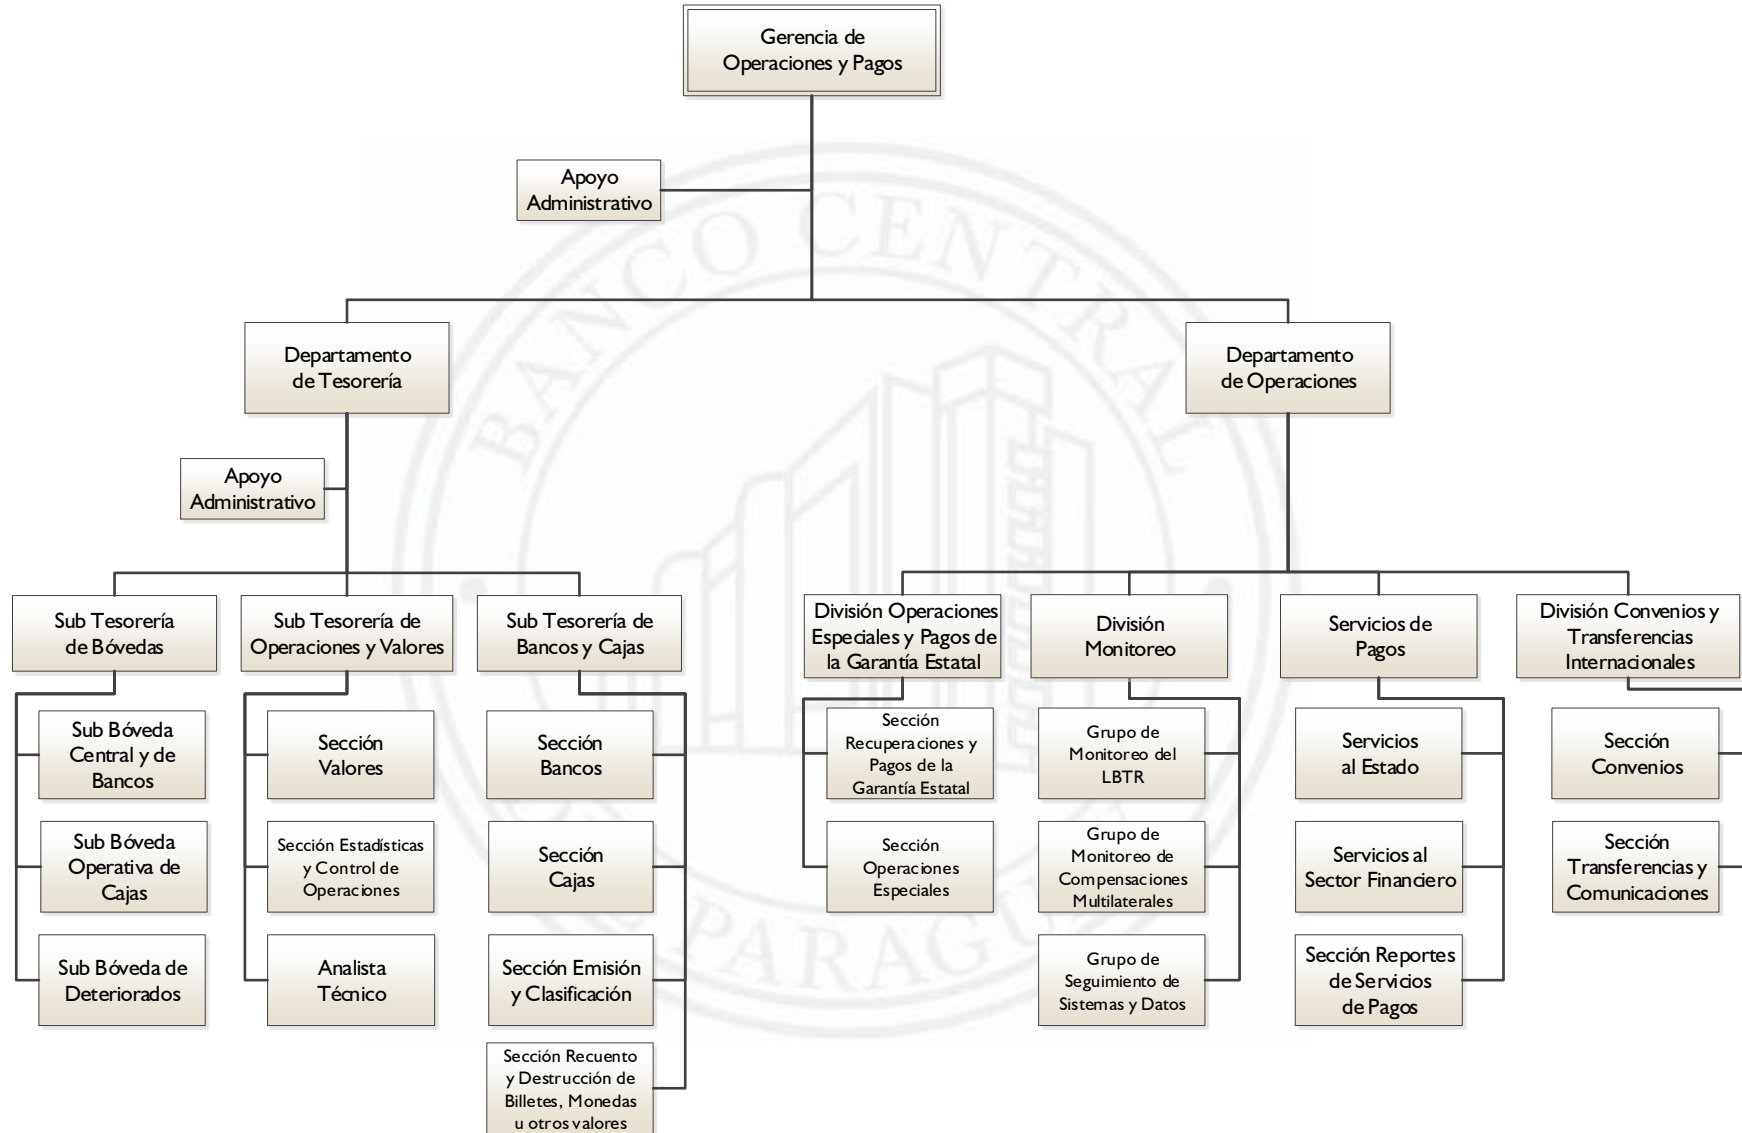 Gerencia de
Operaciones y Pagos
Apoyo
Administrativo
Departamento
de Tesorería
Departamento
de Operaciones
Apoyo
Administrativo
Sub Tesorería
de Bóvedas
Sub Tesorería de
Operaciones y Valores
Sub Tesorería de
Bancos y Cajas
División Operaciones
Especiales y Pagos de
la Garantía Estatal
División
Monitoreo
Servicios de
Pagos
División Convenios y
Transferencias
Internacionales
Sub Bóveda
Central y de
Bancos
Sección
Valores
Sección
Bancos
Sección
Recuperaciones y
Pagos de la
Garantía Estatal
Grupo de
Monitoreo del
LBTR
Servicios
al Estado
Sección
Convenios
Sub Bóveda
Operativa de
Cajas
Sección Estadísticas
y Control de
Operaciones
Sección
Cajas
Sección
Operaciones
Especiales
Grupo de
Monitoreo de
Compensaciones
Multilaterales
Servicios al
Sector Financiero
Sección
Transferencias y
Comunicaciones
Sub Bóveda de
Deteriorados
Analista
Técnico
Sección Emisión
y Clasificación
Grupo de
Seguimiento de
Sistemas y Datos
Sección Reportes
de Servicios
de Pagos
Sección Recuento
y Destrucción de
Billetes, Monedas
u otros valores
BANCO CENTRAL
PARAGU